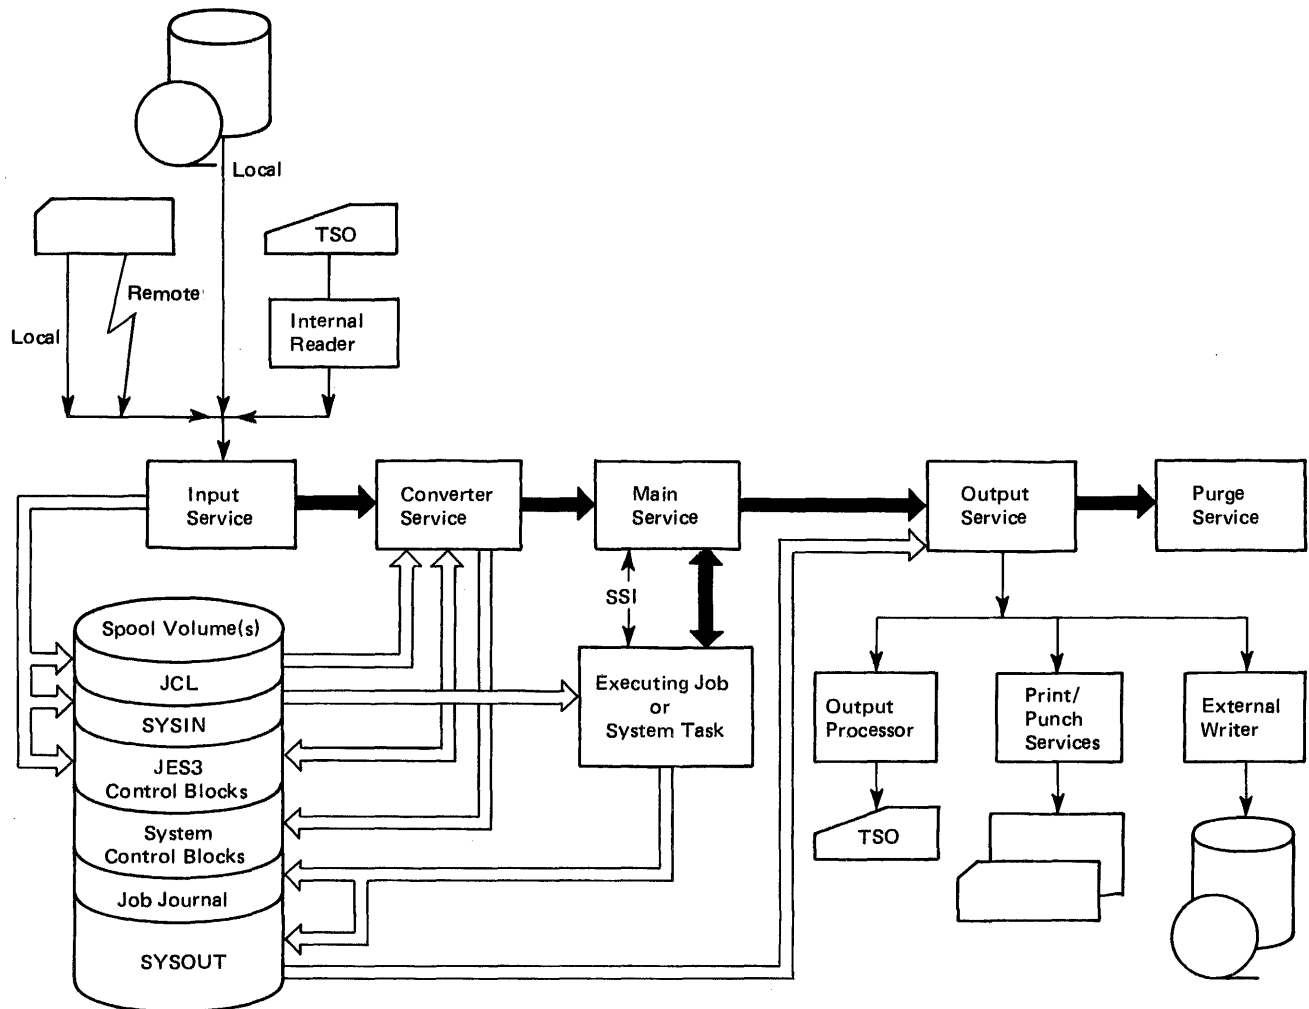 Local
TSO
Remote
Internal
Reader
Local
Input
Service
Converter
Service
Main
Service
Output
Service
Purge
Service
SSI
Spool Volume(s)
JCL
SYSIN
JES3
Control Blocks
System
Control Blocks
Job Journal
SYSOUT
Executing Job
or
System Task
Output
Processor
Print/
Punch
Services
External
Writer
TSO